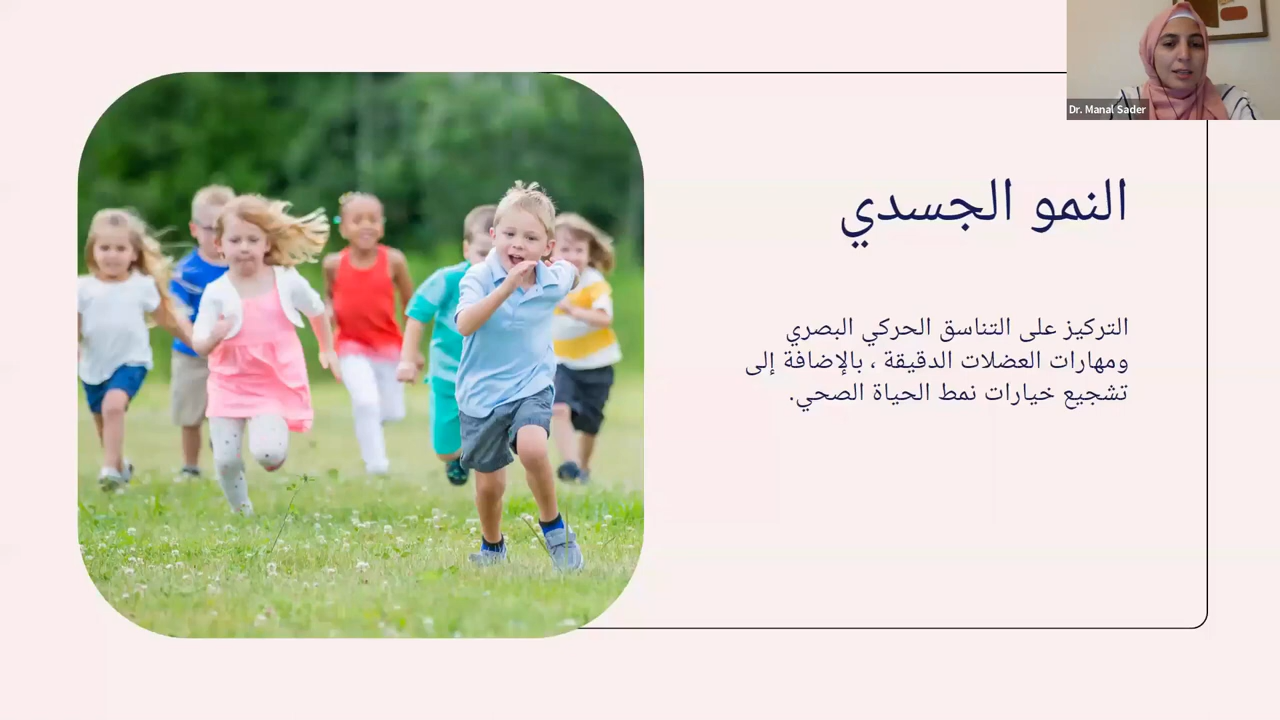 Dr. Manal Sader
النمو الجسدي
التركيز على التناسق الحركي البصري
ومهارات العضلات الدقيقة ، بالإضافة إلى
تشجيع خيارات نمط الحياة الصحي.